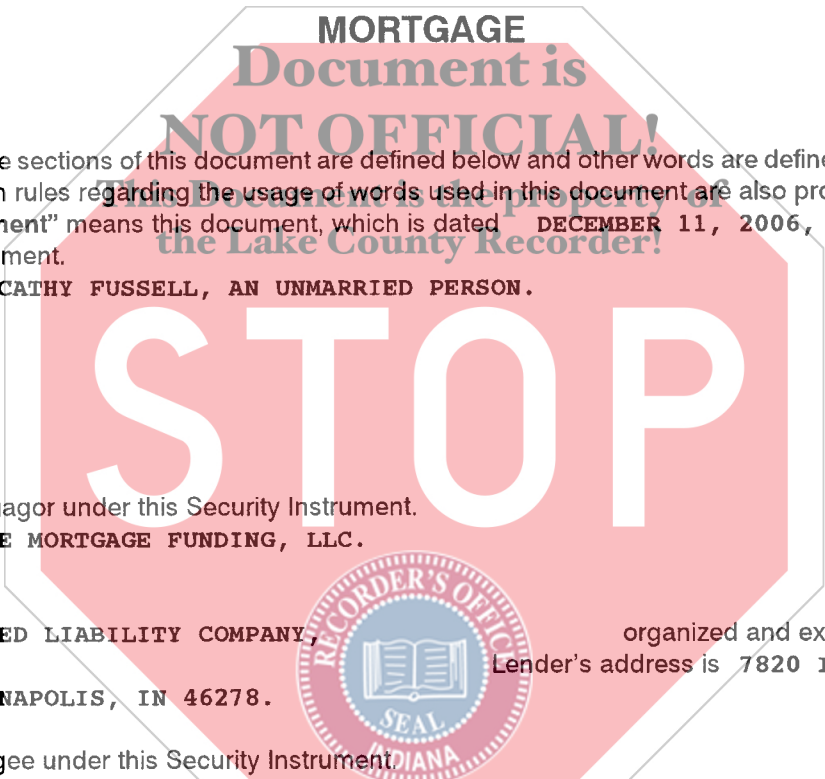 MORTGAGE
Document is
NOT OFFICIAL!
e sections of this document are defined below and other words are define
n rules regarding the usage of words used in this document are also pro
This Document is the property of
ment” means this document, which is dated DECEMBER 11, 2006,
the Lake County Recorder!
ment.
CATHY FUSSELL, AN UNMARRIED PERSON.
STOP
agor under this Security Instrument.
E MORTGAGE FUNDING, LLC.
RECORDER'S OFFICE
ED LIABILITY COMPANY, organized and ex
Lender's address is 7820
NAPOLIS, IN 46278.
SEAL
INDIANA
gee under this Security Instrument.